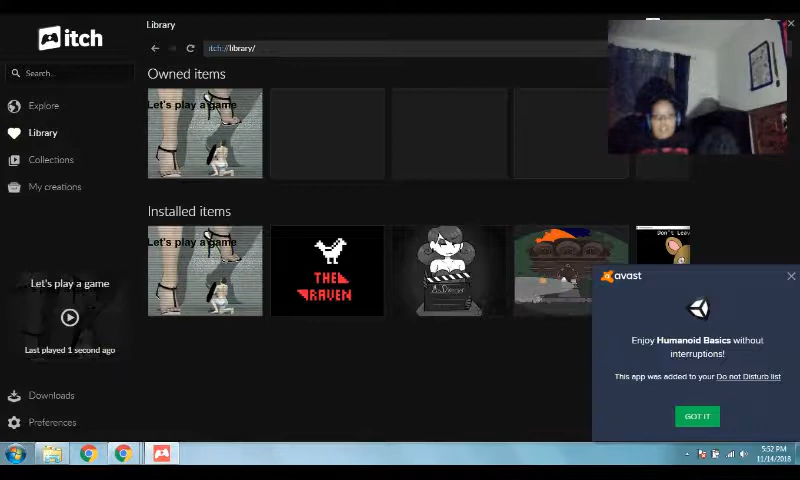 itch
Library
itch://library/
Search...
Owned items
Explore
Let's play a game
Library
Collections
My creations
Installed items
Let's play a game
THE
RAVEN
Let's play a game
Last played 1 second ago
avast
Enjoy Humanoid Basics without
interruptions!
This app was added to your Do not Disturb list
GOT IT
Downloads
Preferences
5:52 PM
11/14/2018